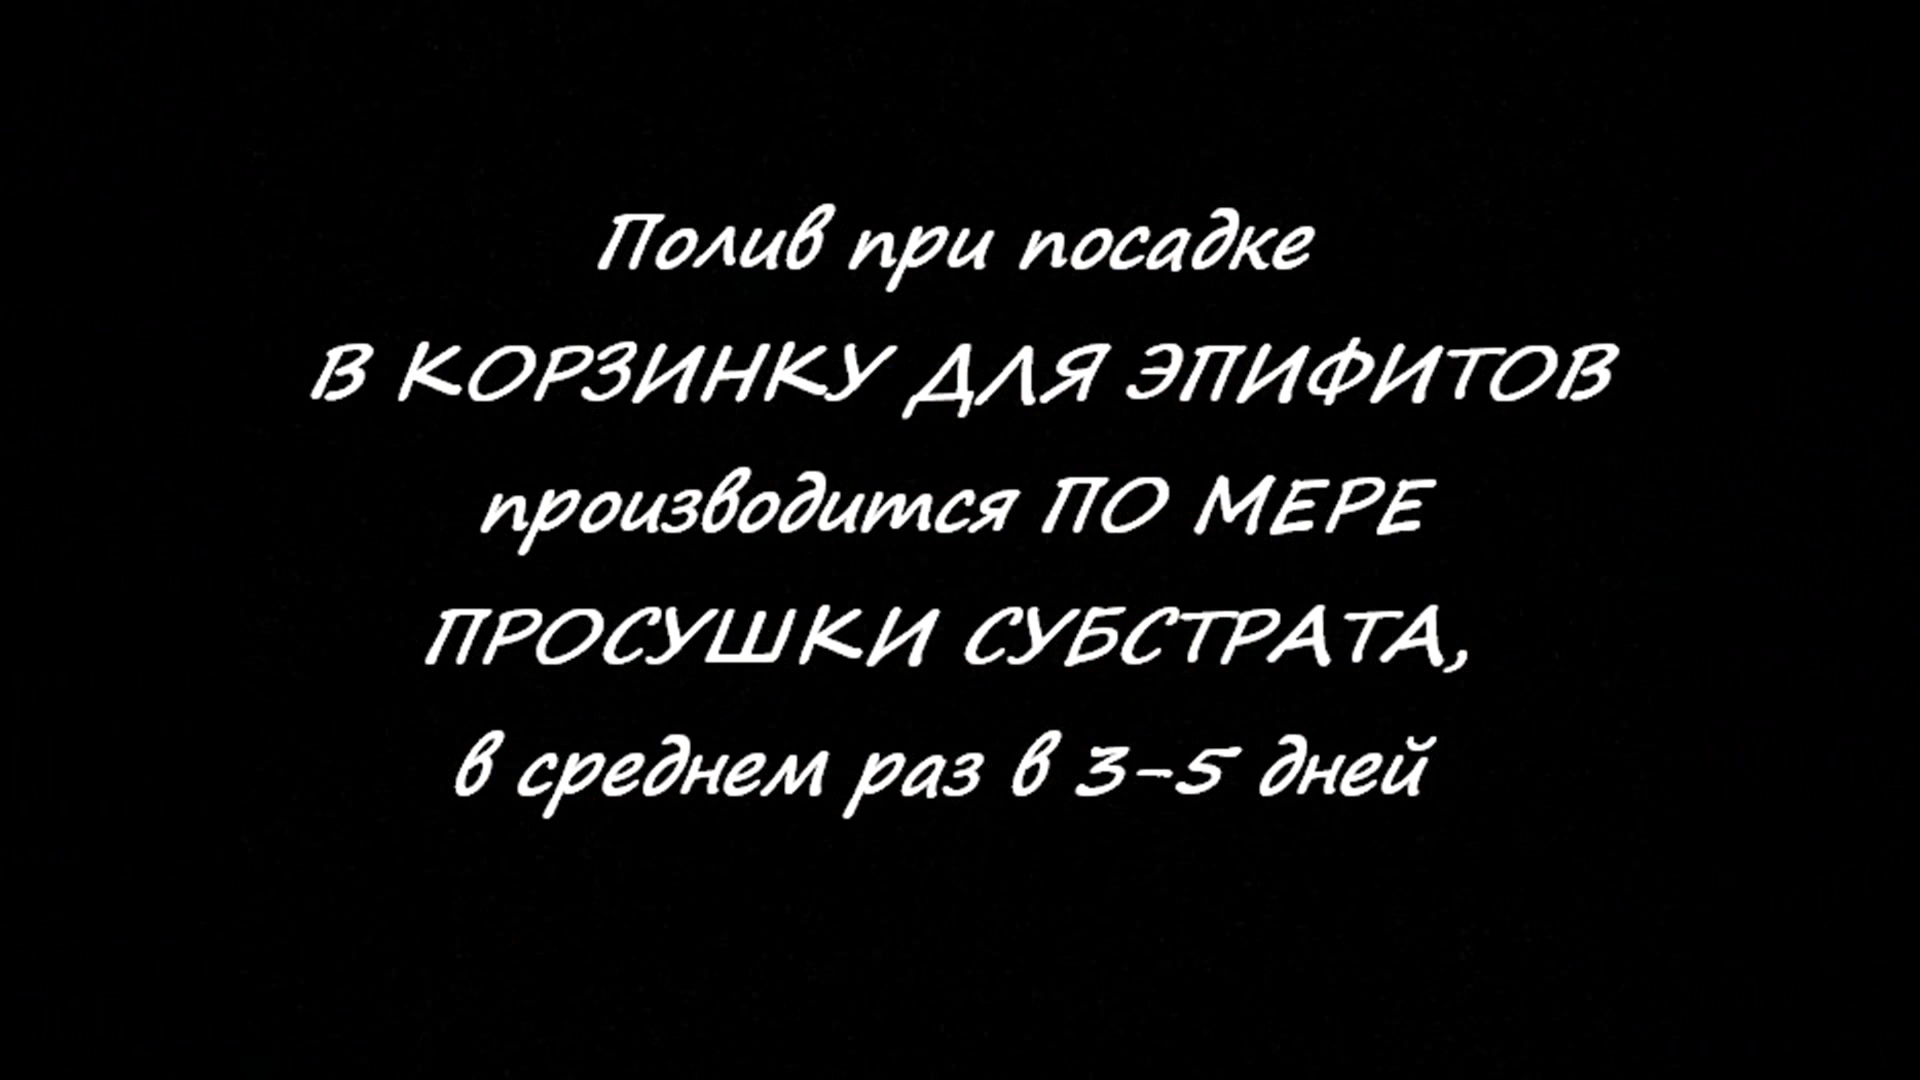 Полив при посадке
В КОРЗИНКУ ДЛЯ ЭПИФИТОВ
производится ПО МЕРЕ
ПРОСУШКИ СУБСТРАТА,
в среднем раз в 3-5 дней